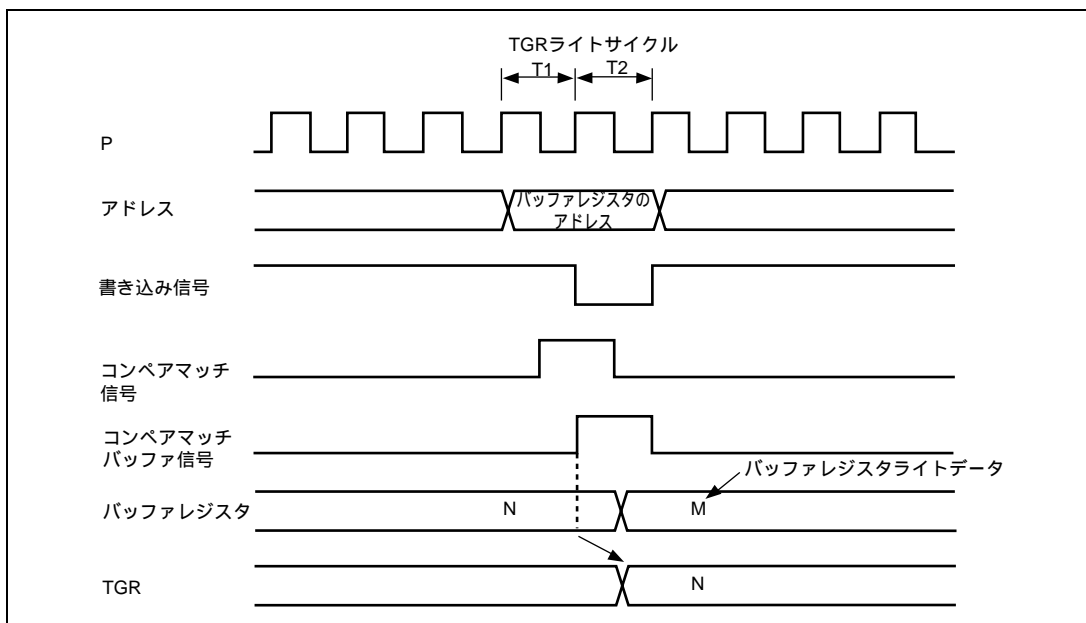 TGRライトサイクル
T1 T2
P
アドレス
バッファレジスタの
アドレス
書き込み信号
コンペアマッチ
信号
コンペアマッチ
バッファ信号
バッファレジスタライトデータ
バッファレジスタ N M
TGR N